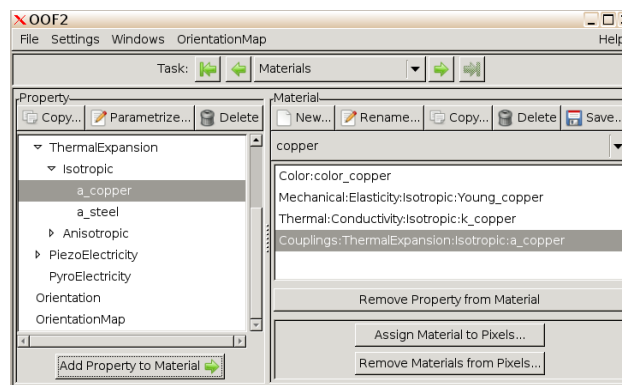 OOF2
File Settings Windows OrientationMap Help
Task: Materials
Property
Copy... Parametrize... Delete
ThermalExpansion
Isotropic
a_copper
a_steel
Anisotropic
PiezoElectricity
PyroElectricity
Orientation
OrientationMap
Add Property to Material
Material
New... Rename... Copy... Delete Save...
copper
Color:color_copper
Mechanical:Elasticity:Isotropic:Young_copper
Thermal:Conductivity:Isotropic:k_copper
Couplings:ThermalExpansion:Isotropic:a_copper
Remove Property from Material
Assign Material to Pixels...
Remove Materials from Pixels...